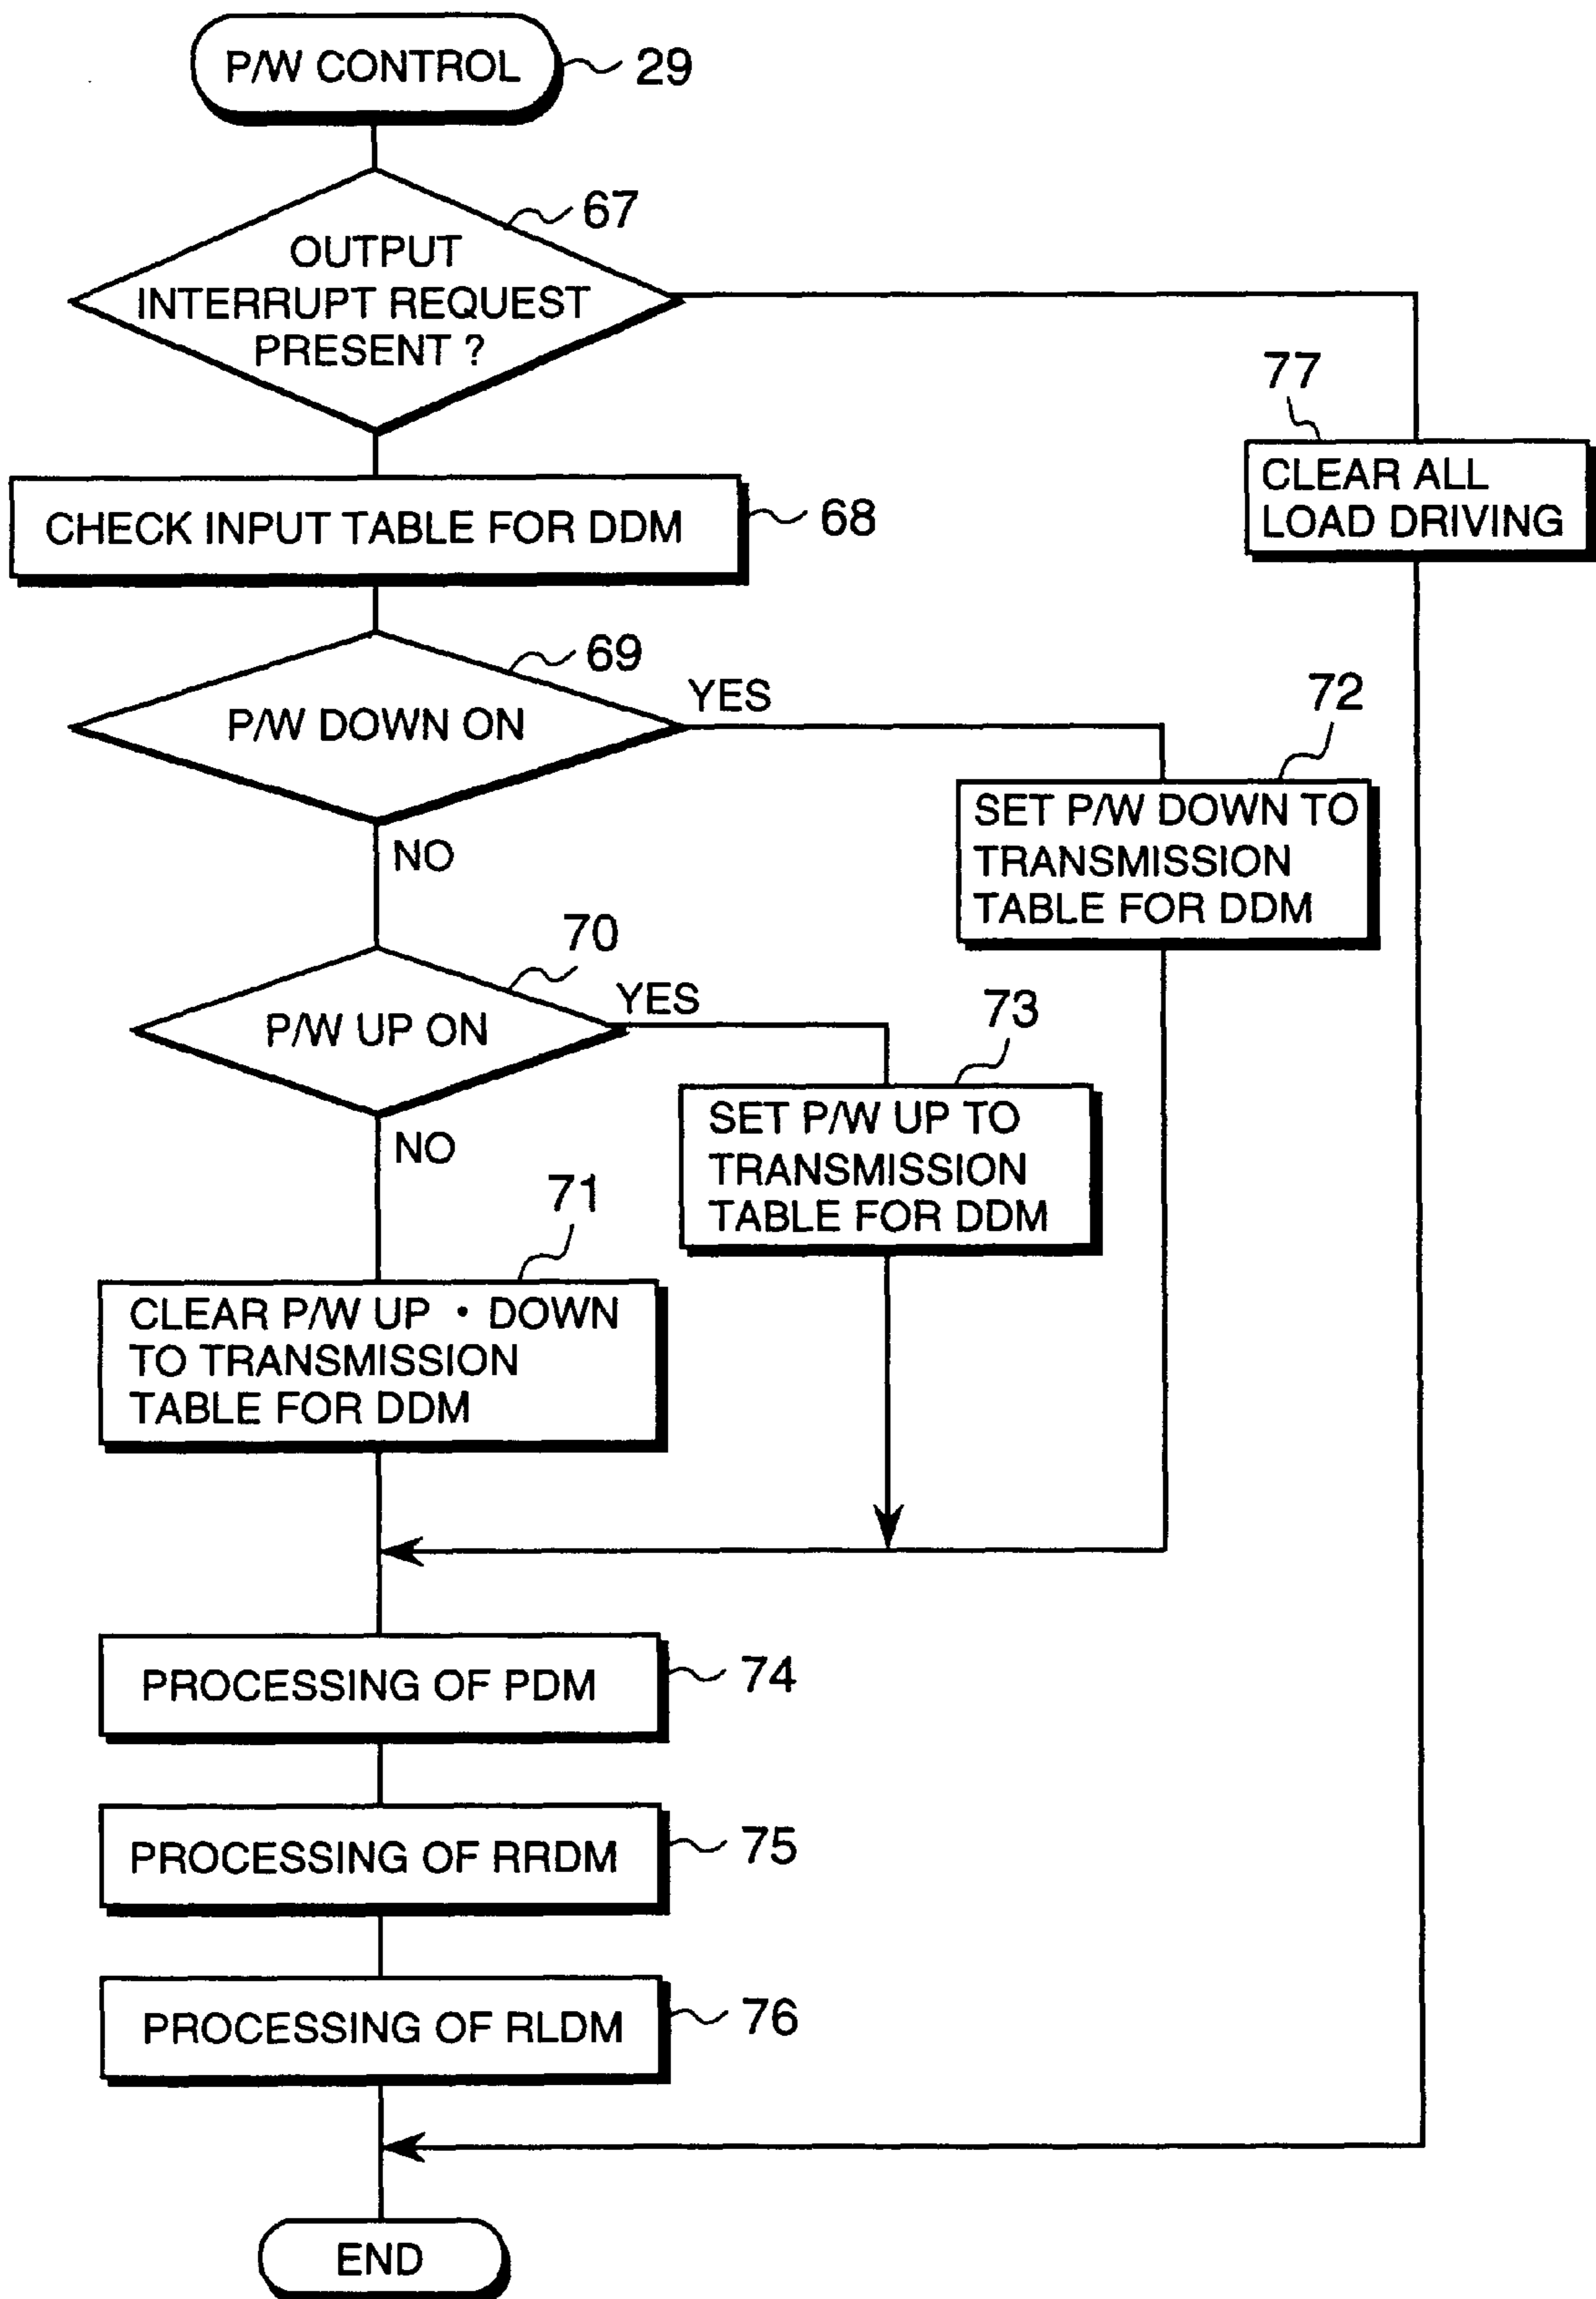 P/W CONTROL
29
67
OUTPUT
INTERRUPT REQUEST
PRESENT ?
77
CLEAR ALL
LOAD DRIVING
CHECK INPUT TABLE FOR DDM
68
69
P/W DOWN ON
YES
NO
72
SET P/W DOWN TO
TRANSMISSION
TABLE FOR DDM
70
P/W UP ON
YES
NO
73
SET P/W UP TO
TRANSMISSION
TABLE FOR DDM
71
CLEAR P/W UP • DOWN
TO TRANSMISSION
TABLE FOR DDM
PROCESSING OF PDM
74
PROCESSING OF RRDM
75
PROCESSING OF RLDM
76
END